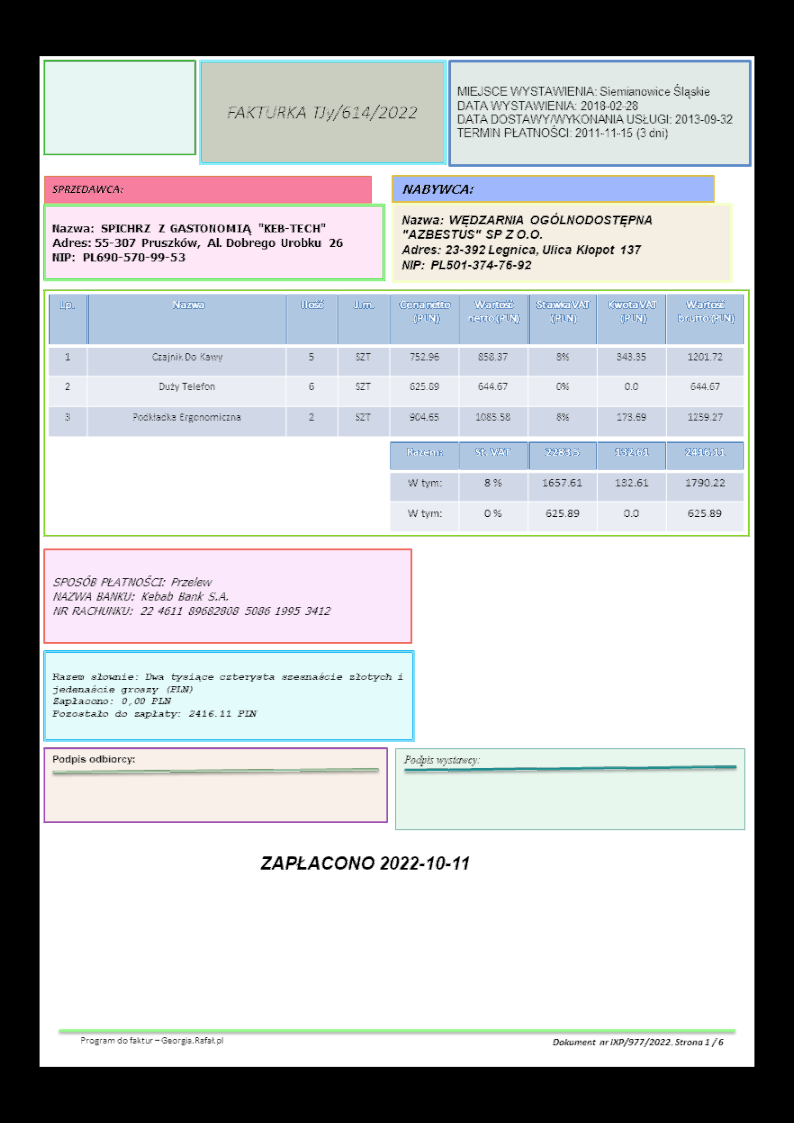 FAKTURKA TJy/614/2022
MIEJSCE WYSTAWIENIA: Siemianowice Śląskie
DATA WYSTAWIENIA: 2018-02-28
DATA DOSTAWY/WYKONANIA USŁUGI: 2013-09-32
TERMIN PŁATNOŚCI: 2011-11-15 (3 dni)
SPRZEDAWCA:
Nazwa: SPICHRZ Z GASTONOMIĄ "KEB-TECH"
Adres: 55-307 Pruszków, Al. Dobrego Urobku 26
NIP: PL690-570-99-53
NABYWCA:
Nazwa: WĘDZARNIA OGÓLNODOSTĘPNA
"AZBESTUS" SP Z O.O.
Adres: 23-392 Legnica, Ulica Kłopot 137
NIP: PL501-374-76-92
Lp. Nazwa Ilość J.m. Cena netto (PLN) Wartość netto (PLN) Stawka VAT (PLN) Kwota VAT (PLN) Wartość brutto (PLN)
1 Czajnik Do Kawy 5 SZT 752.96 858.37 8% 343.35 1201.72
2 Duży Telefon 6 SZT 625.89 644.67 0% 0.0 644.67
3 Podkładka Ergonomiczna 2 SZT 904.65 1085.58 8% 173.69 1259.27
Razem: St. VAT 2283.5 132.61 2416.11
W tym: 8 % 1657.61 132.61 1790.22
W tym: 0 % 625.89 0.0 625.89
SPOSÓB PŁATNOŚCI: Przelew
NAZWA BANKU: Kebab Bank S.A.
NR RACHUNKU: 22 4611 89682808 5086 1995 3412
Razem słownie: Dwa tysiące czterysta szesnaście złotych i
jedenaście groszy (PLN)
Zapłacono: 0,00 PLN
Pozostało do zapłaty: 2416.11 PLN
Podpis odbiorcy:
Podpis wystawcy:
ZAPŁACONO 2022-10-11
Program do faktur – Georgia.Rafał.pl
Dokument nr iXP/977/2022. Strona 1 / 6